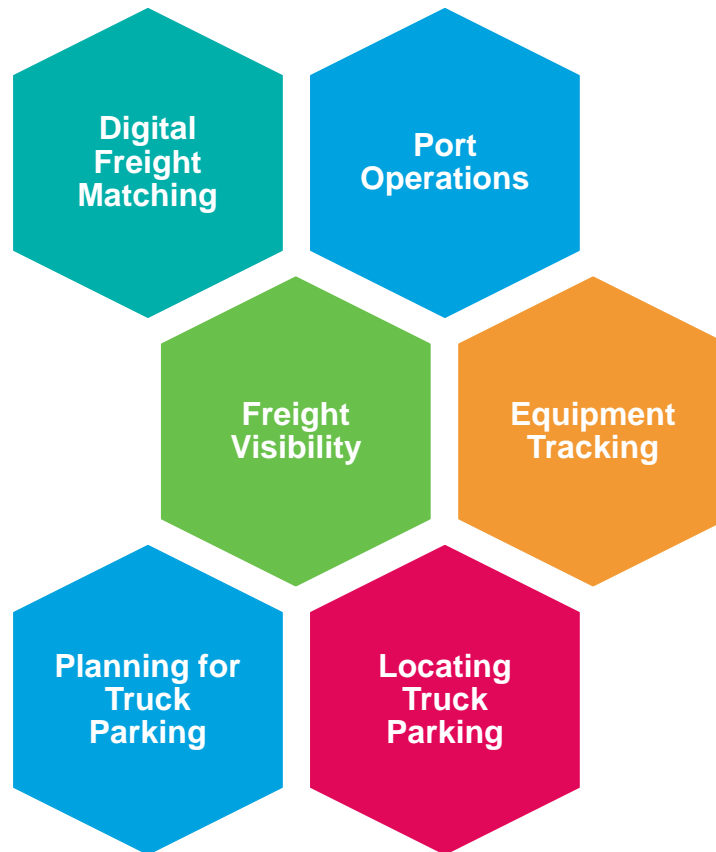 Digital
Freight
Matching
Port
Operations
Freight
Visibility
Equipment
Tracking
Planning for
Truck
Parking
Locating
Truck
Parking